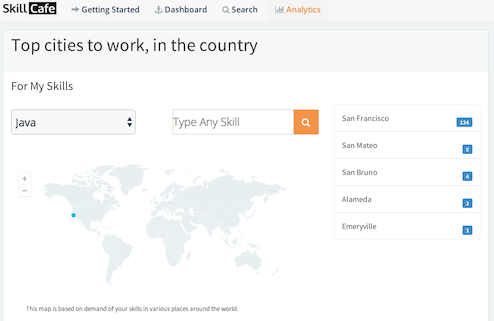 Skill Cafe
Getting Started Dashboard Search Analytics
Top cities to work, in the country
For My Skills
Java
Type Any Skill
San Francisco 134
San Mateo 5
San Bruno 4
Alameda 3
Emeryville 3
+
−
This map is based on demand of your skills in various places around the world.